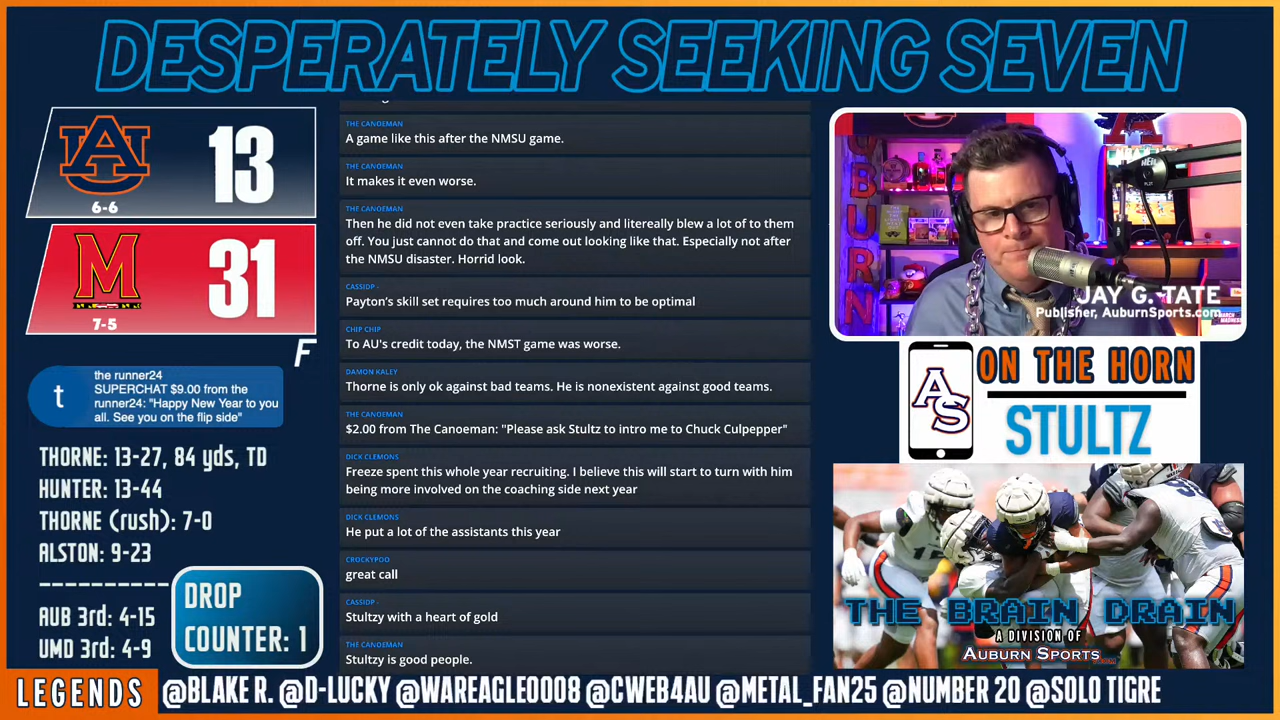 DESPERATELY SEEKING SEVEN
13
6-6
M
31
7-5
F
t
the runner24
SUPERCHAT $9.00 from the
runner24: "Happy New Year to you
all. See you on the flip side"
THORNE: 13-27, 84 yds, TD
HUNTER: 13-44
THORNE (rush): 7-0
ALSTON: 9-23
----------
AUB 3rd: 4-15
UMD 3rd: 4-9
DROP
COUNTER: 1
THE CANOEMAN
A game like this after the NMSU game.
THE CANOEMAN
It makes it even worse.
THE CANOEMAN
Then he did not even take practice seriously and litereally blew a lot of to them
off. You just cannot do that and come out looking like that. Especially not after
the NMSU disaster. Horrid look.
CASSIDP -
Payton's skill set requires too much around him to be optimal
CHIP CHIP
To AU's credit today, the NMST game was worse.
DAMON KALEY
Thorne is only ok against bad teams. He is nonexistent against good teams.
THE CANOEMAN
$2.00 from The Canoeman: "Please ask Stultz to intro me to Chuck Culpepper"
DICK CLEMONS
Freeze spent this whole year recruiting. I believe this will start to turn with him
being more involved on the coaching side next year
DICK CLEMONS
He put a lot of the assistants this year
CROCKYPOO
great call
CASSIDP -
Stultzy with a heart of gold
THE CANOEMAN
Stultzy is good people.
JAY G. TATE
Publisher, AuburnSports.com
AS
ON THE HORN
STULTZ
THE BRAIN DRAIN
A DIVISION OF
AUBURN SPORTS
LEGENDS @BLAKE R. @D-LUCKY @WAREAGLE0008 @CWEB4AU @METAL_FAN25 @NUMBER 20 @SOLO TIGRE